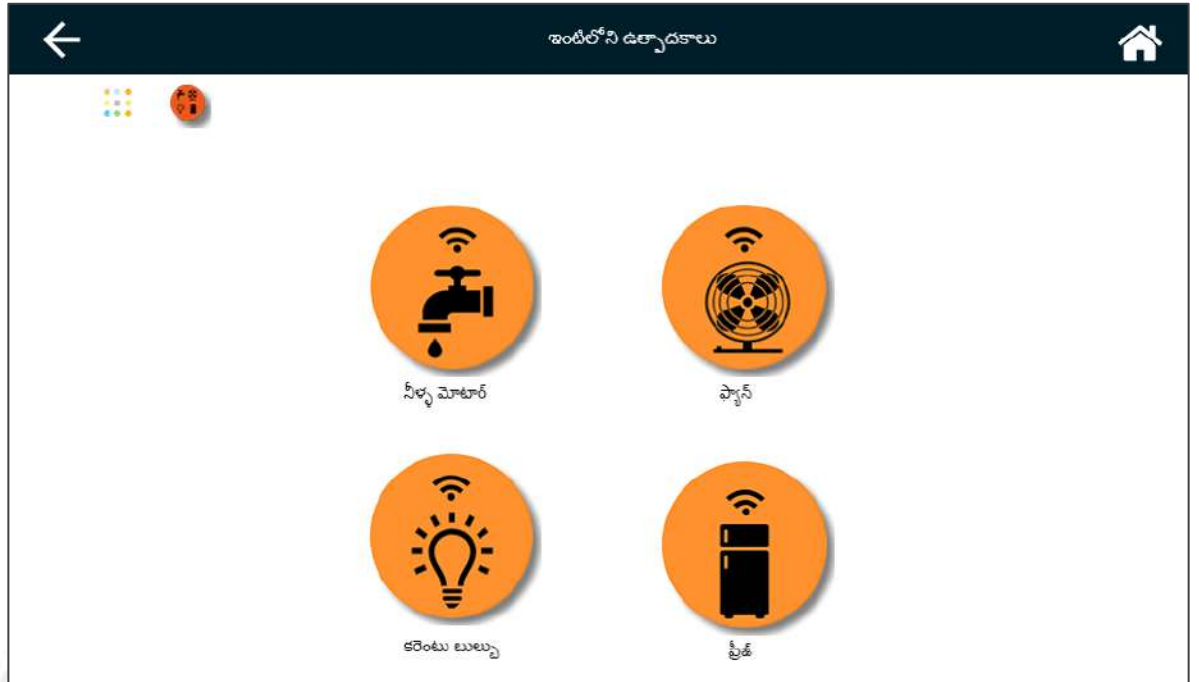 ఇంటిలోని ఉత్పాదకాలు
నీళ్ళ మోటార్
ఫ్యాన్
కరెంటు బుల్బు
ఫ్రీజ్